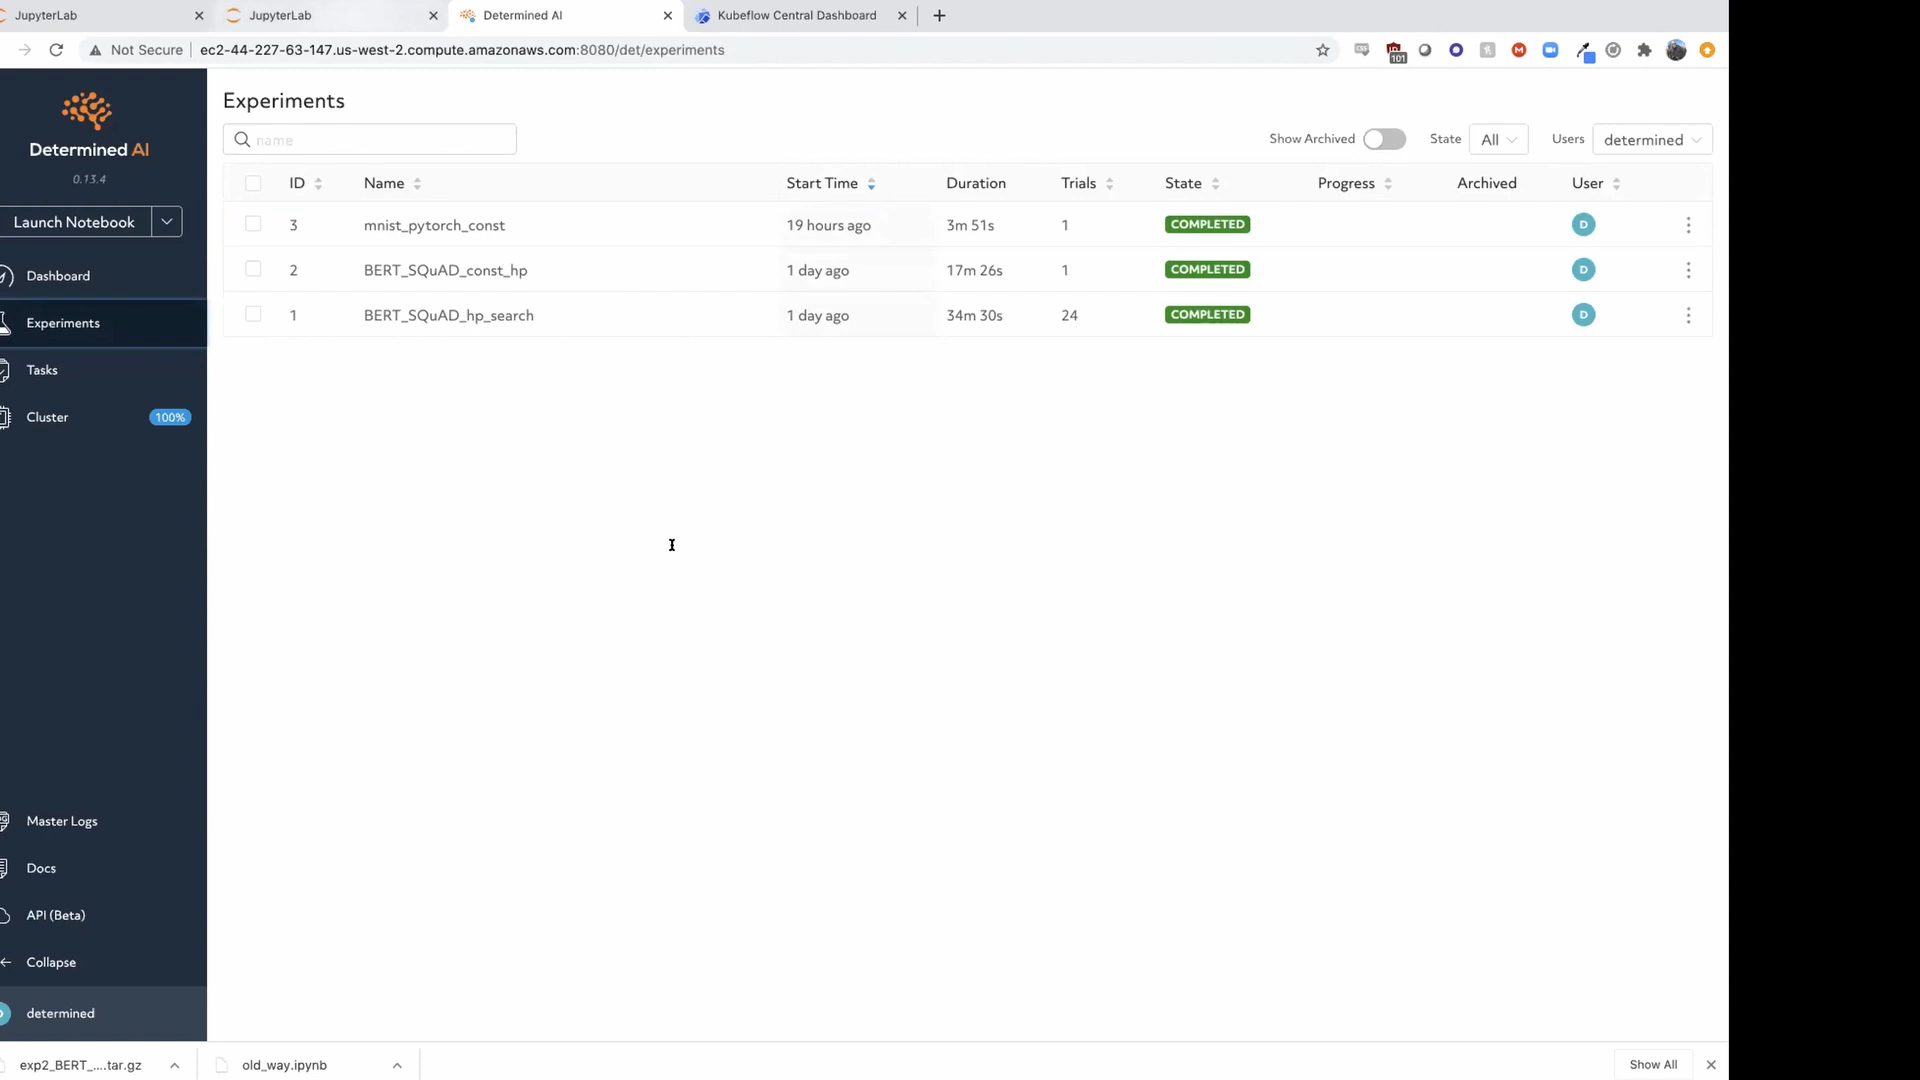 JupyterLab
JupyterLab
Determined AI
Kubeflow Central Dashboard
Not Secure
ec2-44-227-63-147.us-west-2.compute.amazonaws.com:8080/det/experiments
101
Determined AI
0.13.4
Launch Notebook
Dashboard
Experiments
Tasks
Cluster 100%
Master Logs
Docs
API (Beta)
Collapse
determined
Experiments
name
Show Archived State All Users determined
ID Name Start Time Duration Trials State Progress Archived User
3 mnist_pytorch_const 19 hours ago 3m 51s 1 COMPLETED D
2 BERT_SQuAD_const_hp 1 day ago 17m 26s 1 COMPLETED D
1 BERT_SQuAD_hp_search 1 day ago 34m 30s 24 COMPLETED D
exp2_BERT_....tar.gz
old_way.ipynb
Show All